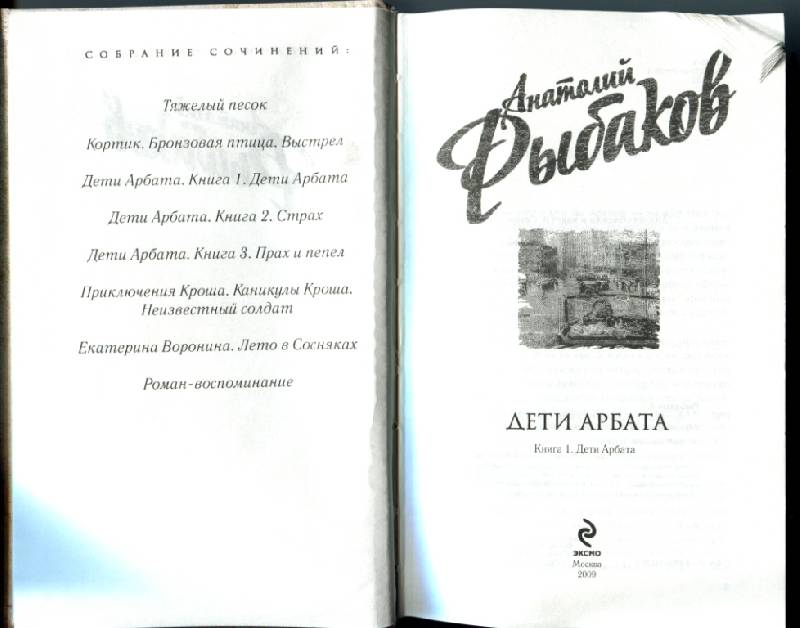 СОБРАНИЕ СОЧИНЕНИЙ:
Тяжелый песок
Кортик. Бронзовая птица. Выстрел
Дети Арбата. Книга 1. Дети Арбата
Дети Арбата. Книга 2. Страх
Дети Арбата. Книга 3. Прах и пепел
Приключения Кроша. Каникулы Кроша.
Неизвестный солдат
Екатерина Воронина. Лето в Сосняках
Роман-воспоминание
Анатолий
Рыбаков
ДЕТИ АРБАТА
Книга 1. Дети Арбата
ЭКСМО
Москва
2009